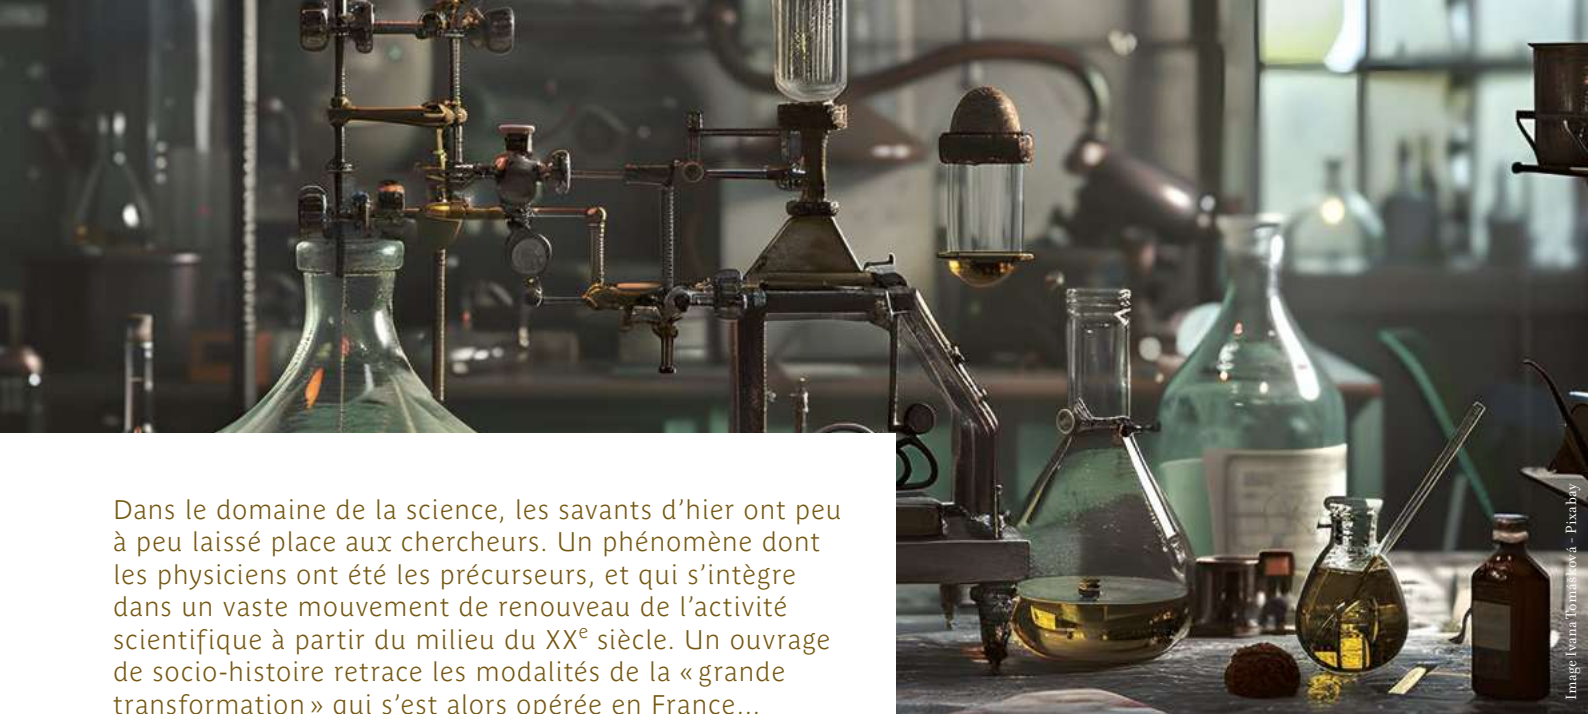 Dans le domaine de la science, les savants d’hier ont peu
à peu laissé place aux chercheurs. Un phénomène dont
les physiciens ont été les précurseurs, et qui s’intègre
dans un vaste mouvement de renouveau de l’activité
scientifique à partir du milieu du XXe siècle. Un ouvrage
de socio-histoire retrace les modalités de la « grande
transformation » qui s’est alors opérée en France...
Image Ivana Tomášková - Pixabay